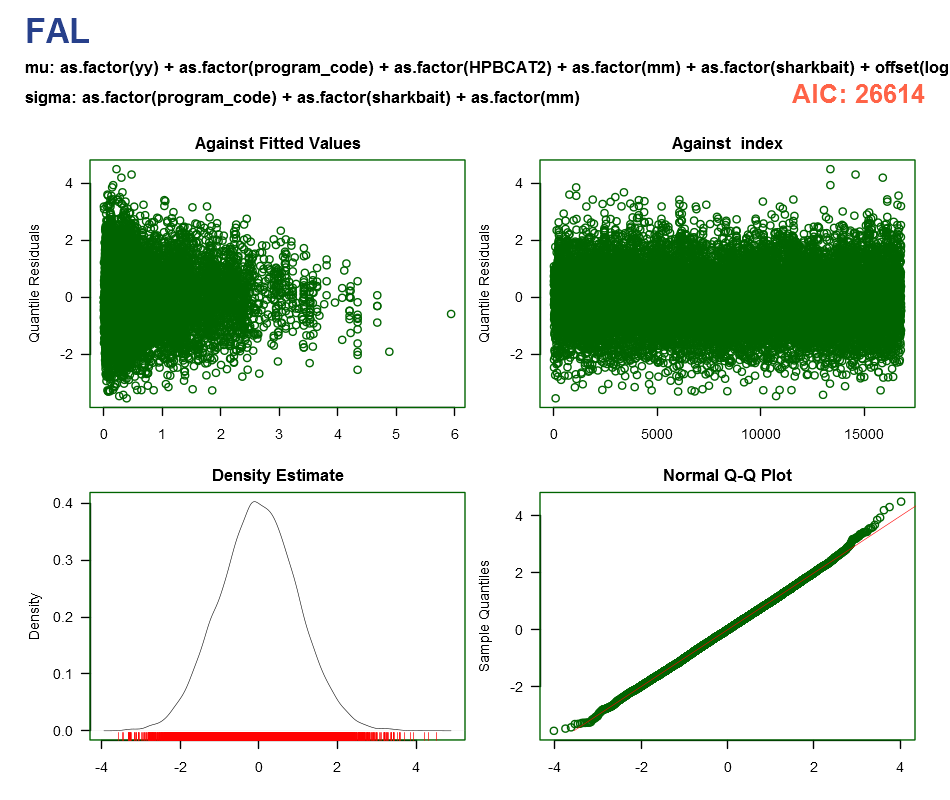 FAL
mu: as.factor(yy) + as.factor(program_code) + as.factor(HPBCAT2) + as.factor(mm) + as.factor(sharkbait) + offset(log
sigma: as.factor(program_code) + as.factor(sharkbait) + as.factor(mm)
AIC: 26614
Against Fitted Values
Quantile Residuals
4
2
0
-2
0 1 2 3 4 5 6
Against  index
Quantile Residuals
4
2
0
-2
0 5000 10000 15000
Density Estimate
Density
0.4
0.3
0.2
0.1
0.0
-4 -2 0 2 4
Normal Q-Q Plot
Sample Quantiles
4
2
0
-2
-4 -2 0 2 4